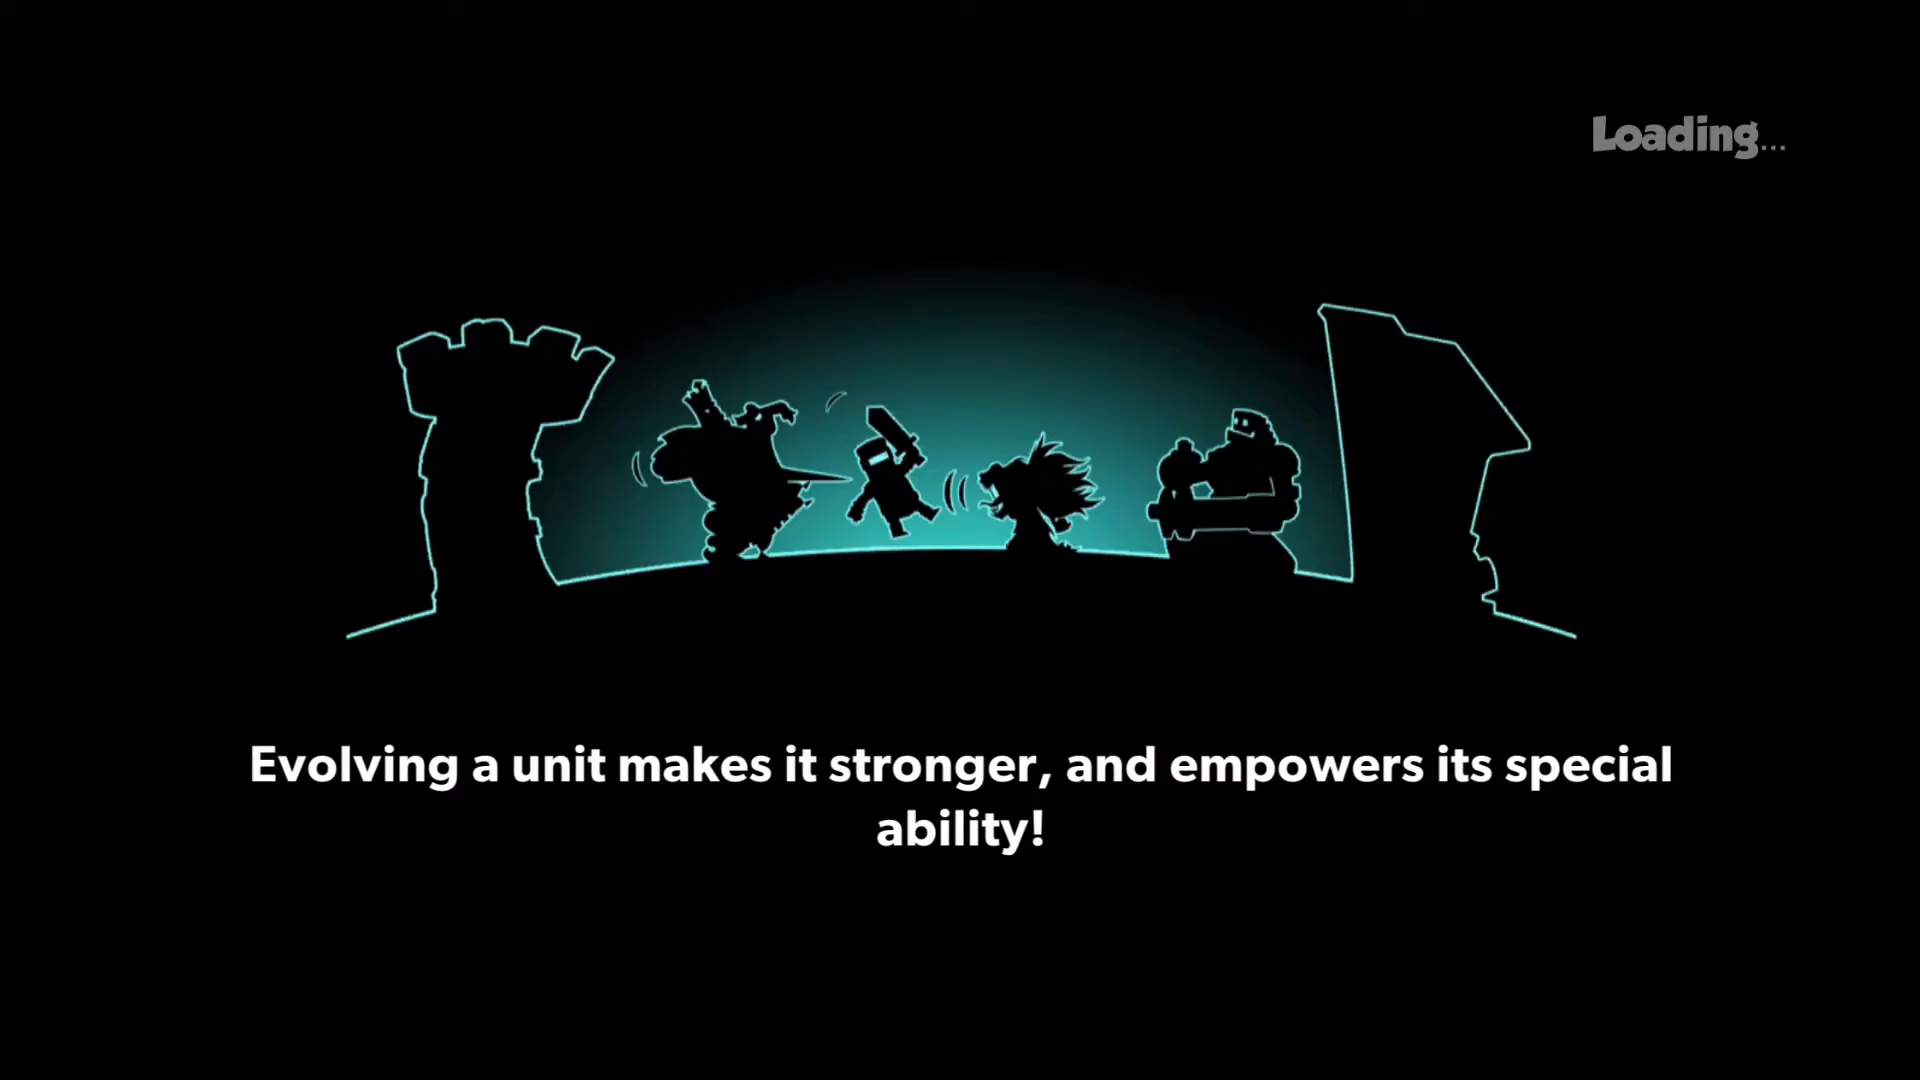 Loading...
Evolving a unit makes it stronger, and empowers its special
ability!